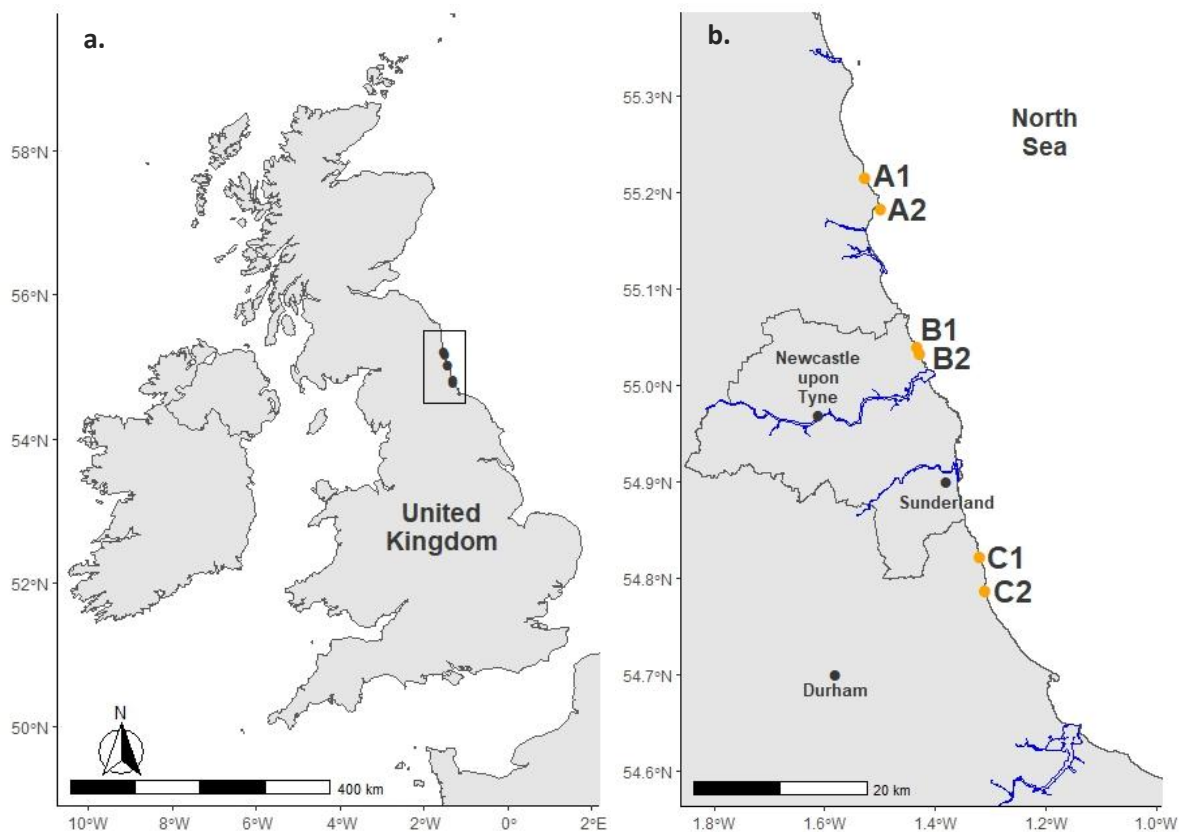 a.
58°N
56°N
54°N
52°N
50°N
United
Kingdom
N
400 km
10°W
8°W
6°W
4°W
2°W
0°
2°E
b.
55.3°N
55.2°N
55.1°N
55.0°N
54.9°N
54.8°N
54.7°N
54.6°N
North
Sea
A1
A2
B1
B2
Newcastle
upon
Tyne
Sunderland
C1
C2
Durham
20 km
1.8°W
1.6°W
1.4°W
1.2°W
1.0°W